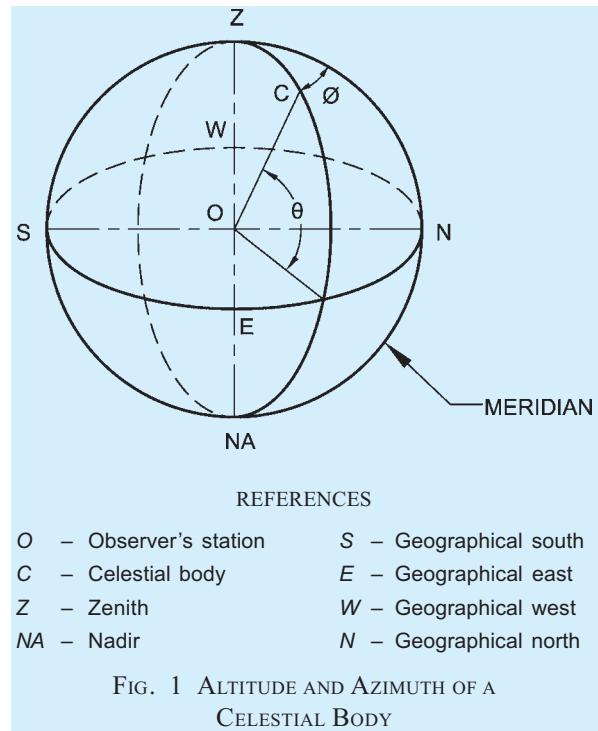 Z
C
Ø
W
O
θ
S
N
E
MERIDIAN
NA
REFERENCES
O – Observer's station S – Geographical south
C – Celestial body E – Geographical east
Z – Zenith W – Geographical west
NA – Nadir N – Geographical north
FIG. 1 ALTITUDE AND AZIMUTH OF A
CELESTIAL BODY